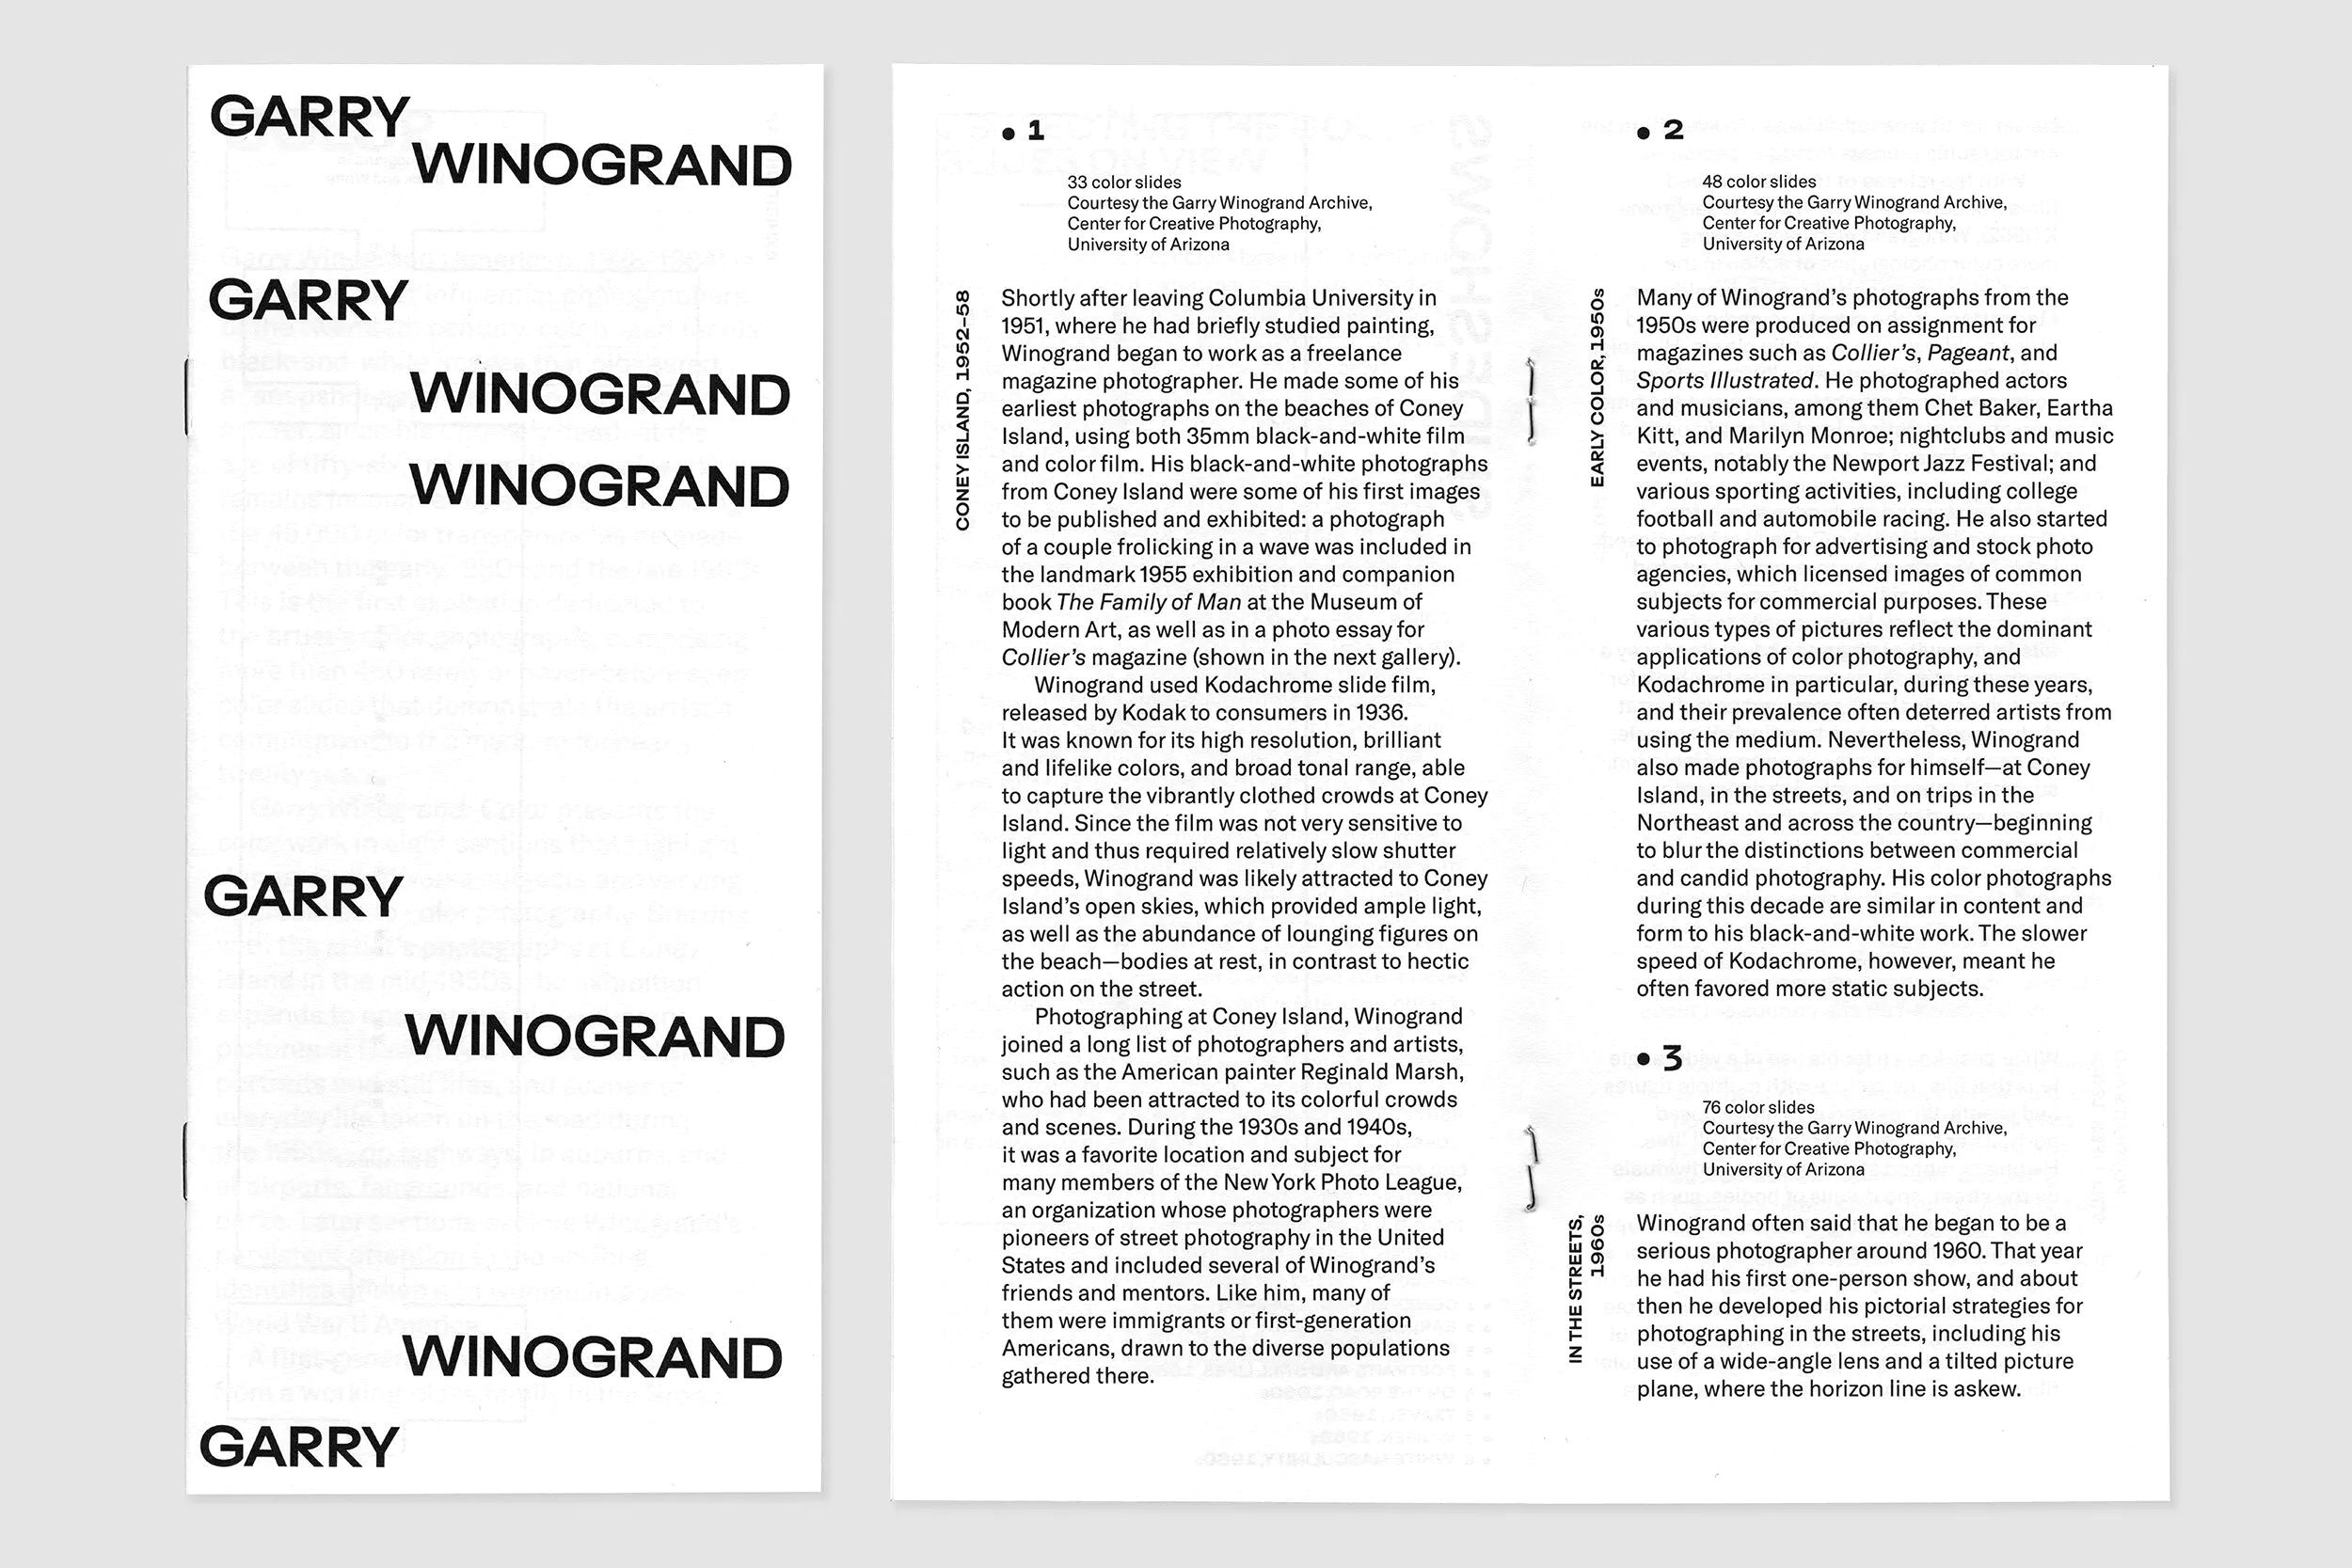 GARRY
WINOGRAND
GARRY
WINOGRAND
WINOGRAND
GARRY
WINOGRAND
WINOGRAND
GARRY
• 1
33 color slides
Courtesy the Garry Winogrand Archive,
Center for Creative Photography,
University of Arizona
CONEY ISLAND, 1952–58
Shortly after leaving Columbia University in
1951, where he had briefly studied painting,
Winogrand began to work as a freelance
magazine photographer. He made some of his
earliest photographs on the beaches of Coney
Island, using both 35mm black-and-white film
and color film. His black-and-white photographs
from Coney Island were some of his first images
to be published and exhibited: a photograph
of a couple frolicking in a wave was included in
the landmark 1955 exhibition and companion
book The Family of Man at the Museum of
Modern Art, as well as in a photo essay for
Collier’s magazine (shown in the next gallery).
Winogrand used Kodachrome slide film,
released by Kodak to consumers in 1936.
It was known for its high resolution, brilliant
and lifelike colors, and broad tonal range, able
to capture the vibrantly clothed crowds at Coney
Island. Since the film was not very sensitive to
light and thus required relatively slow shutter
speeds, Winogrand was likely attracted to Coney
Island’s open skies, which provided ample light,
as well as the abundance of lounging figures on
the beach—bodies at rest, in contrast to hectic
action on the street.
Photographing at Coney Island, Winogrand
joined a long list of photographers and artists,
such as the American painter Reginald Marsh,
who had been attracted to its colorful crowds
and scenes. During the 1930s and 1940s,
it was a favorite location and subject for
many members of the New York Photo League,
an organization whose photographers were
pioneers of street photography in the United
States and included several of Winogrand’s
friends and mentors. Like him, many of
them were immigrants or first-generation
Americans, drawn to the diverse populations
gathered there.
• 2
48 color slides
Courtesy the Garry Winogrand Archive,
Center for Creative Photography,
University of Arizona
EARLY COLOR, 1950s
Many of Winogrand’s photographs from the
1950s were produced on assignment for
magazines such as Collier’s, Pageant, and
Sports Illustrated. He photographed actors
and musicians, among them Chet Baker, Eartha
Kitt, and Marilyn Monroe; nightclubs and music
events, notably the Newport Jazz Festival; and
various sporting activities, including college
football and automobile racing. He also started
to photograph for advertising and stock photo
agencies, which licensed images of common
subjects for commercial purposes. These
various types of pictures reflect the dominant
applications of color photography, and
Kodachrome in particular, during these years,
and their prevalence often deterred artists from
using the medium. Nevertheless, Winogrand
also made photographs for himself—at Coney
Island, in the streets, and on trips in the
Northeast and across the country—beginning
to blur the distinctions between commercial
and candid photography. His color photographs
during this decade are similar in content and
form to his black-and-white work. The slower
speed of Kodachrome, however, meant he
often favored more static subjects.
• 3
76 color slides
Courtesy the Garry Winogrand Archive,
Center for Creative Photography,
University of Arizona
IN THE STREETS,
1960s
Winogrand often said that he began to be a
serious photographer around 1960. That year
he had his first one-person show, and about
then he developed his pictorial strategies for
photographing in the streets, including his
use of a wide-angle lens and a tilted picture
plane, where the horizon line is askew.